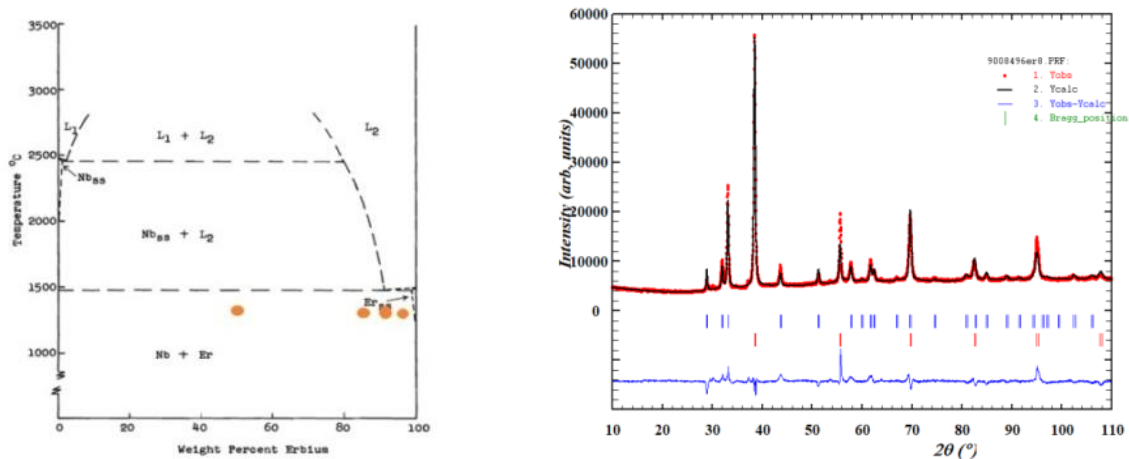 3500
3000
2500
2000
1500
1000
Temperature °C
L1
L1 + L2
L2
NbSS
NbSS + L2
ErSS
Nb + Er
0 20 40 60 80 100
Weight Percent Erbium
60000
50000
40000
30000
20000
10000
0
Intensity (arb. units)
9008496er8.PRF:
1. Yobs
2. Ycalc
3. Yobs-Ycalc
4. Bragg_position
10 20 30 40 50 60 70 80 90 100 110
2θ (°)